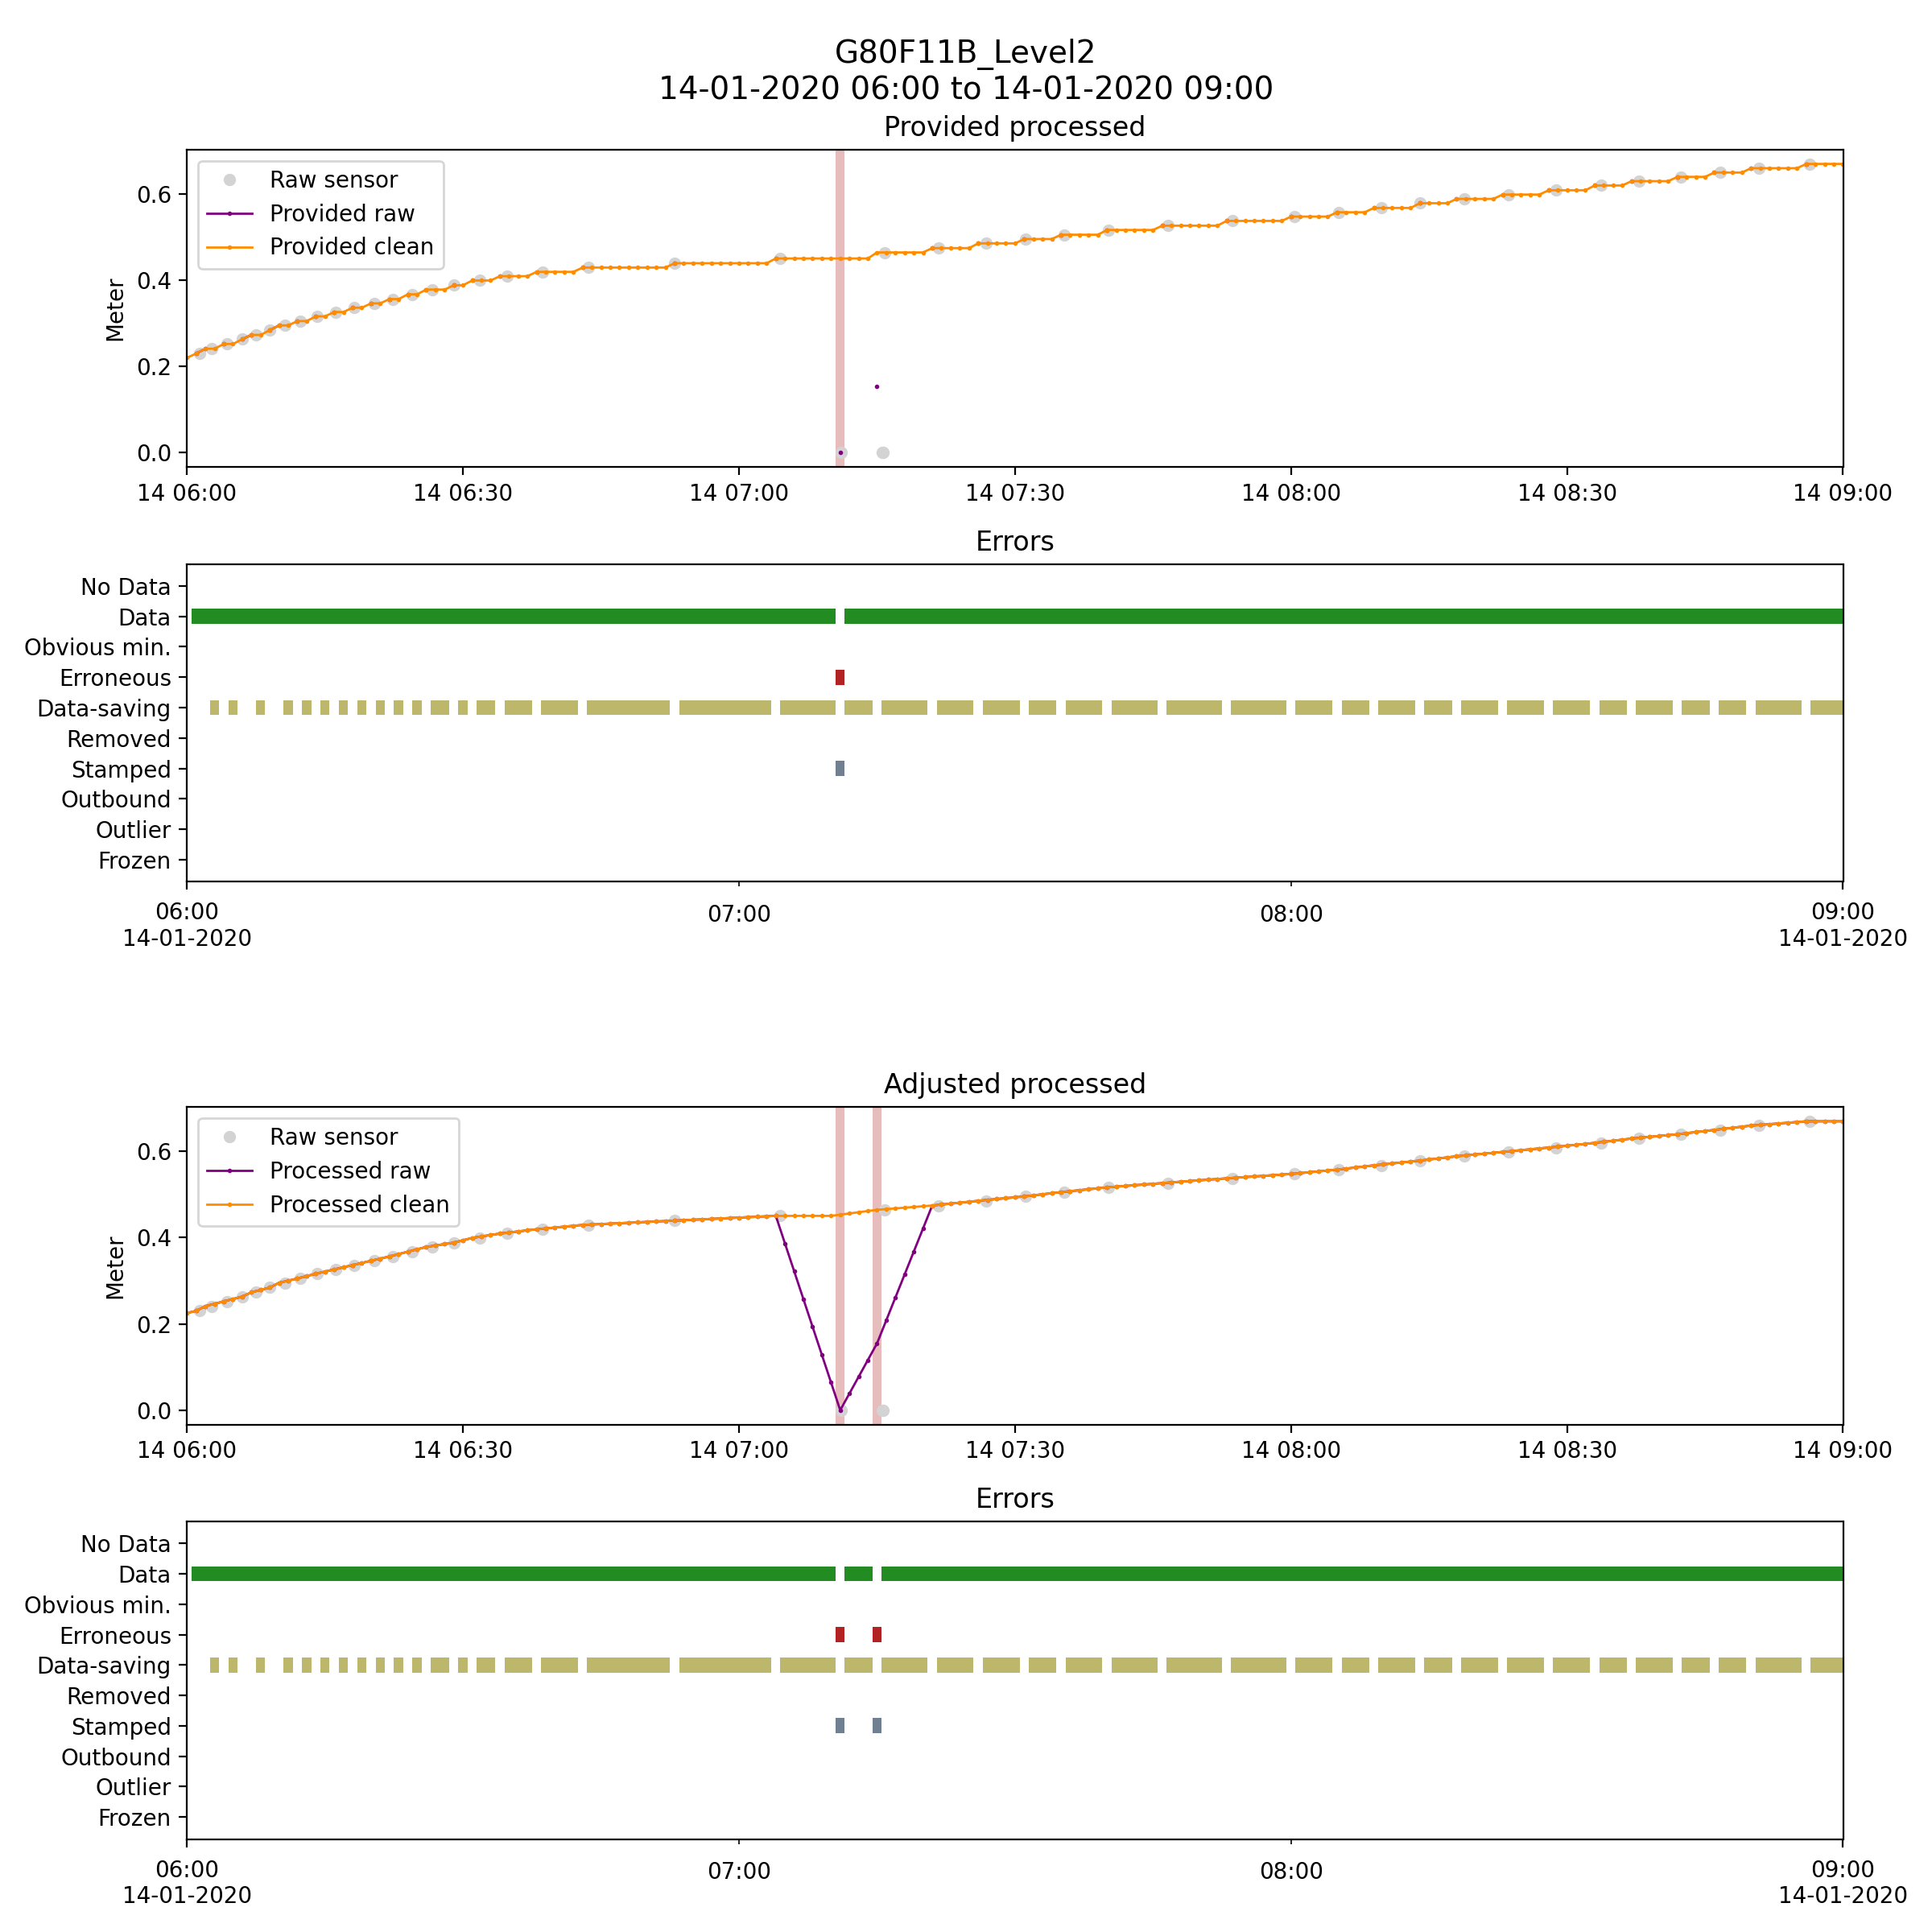 G80F11B_Level2
14-01-2020 06:00 to 14-01-2020 09:00
Provided processed
Raw sensor
Provided raw
Provided clean
Meter
0.6
0.4
0.2
0.0
14 06:00 14 06:30 14 07:00 14 07:30 14 08:00 14 08:30 14 09:00
Errors
No Data
Data
Obvious min.
Erroneous
Data-saving
Removed
Stamped
Outbound
Outlier
Frozen
06:00 07:00 08:00 09:00
14-01-2020 14-01-2020
Adjusted processed
Raw sensor
Processed raw
Processed clean
Meter
0.6
0.4
0.2
0.0
14 06:00 14 06:30 14 07:00 14 07:30 14 08:00 14 08:30 14 09:00
Errors
No Data
Data
Obvious min.
Erroneous
Data-saving
Removed
Stamped
Outbound
Outlier
Frozen
06:00 07:00 08:00 09:00
14-01-2020 14-01-2020